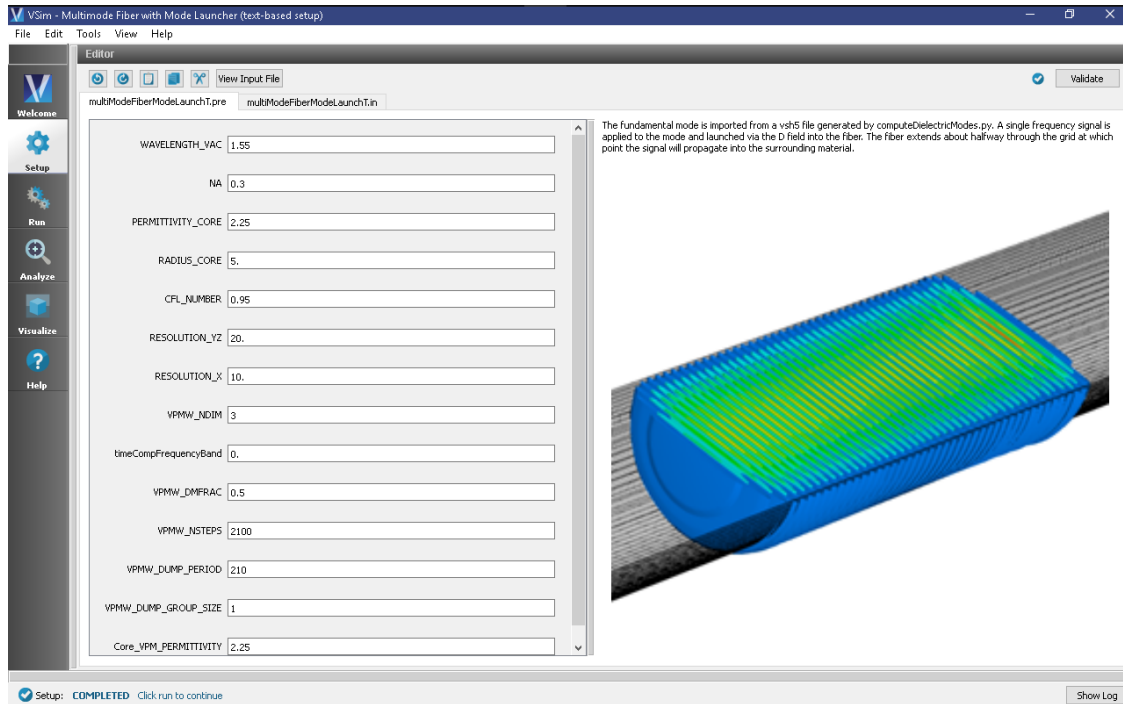 VSim - Multimode Fiber with Mode Launcher (text-based setup)
File Edit Tools View Help
Editor
View Input File
Validate
multiModeFiberModeLaunchT.pre
multiModeFiberModeLaunchT.in
Welcome
Setup
Run
Analyze
Visualize
Help
WAVELENGTH_VAC 1.55
NA 0.3
PERMITTIVITY_CORE 2.25
RADIUS_CORE 5.
CFL_NUMBER 0.95
RESOLUTION_YZ 20.
RESOLUTION_X 10.
VPMW_NDIM 3
timeCompFrequencyBand 0.
VPMW_DMFRAC 0.5
VPMW_NSTEPS 2100
VPMW_DUMP_PERIOD 210
VPMW_DUMP_GROUP_SIZE 1
Core_VPM_PERMITTIVITY 2.25
The fundamental mode is imported from a vsh5 file generated by computeDielectricModes.py. A single frequency signal is
applied to the mode and launched via the D field into the fiber. The fiber extends about halfway through the grid at which
point the signal will propagate into the surrounding material.
Setup: COMPLETED Click run to continue
Show Log